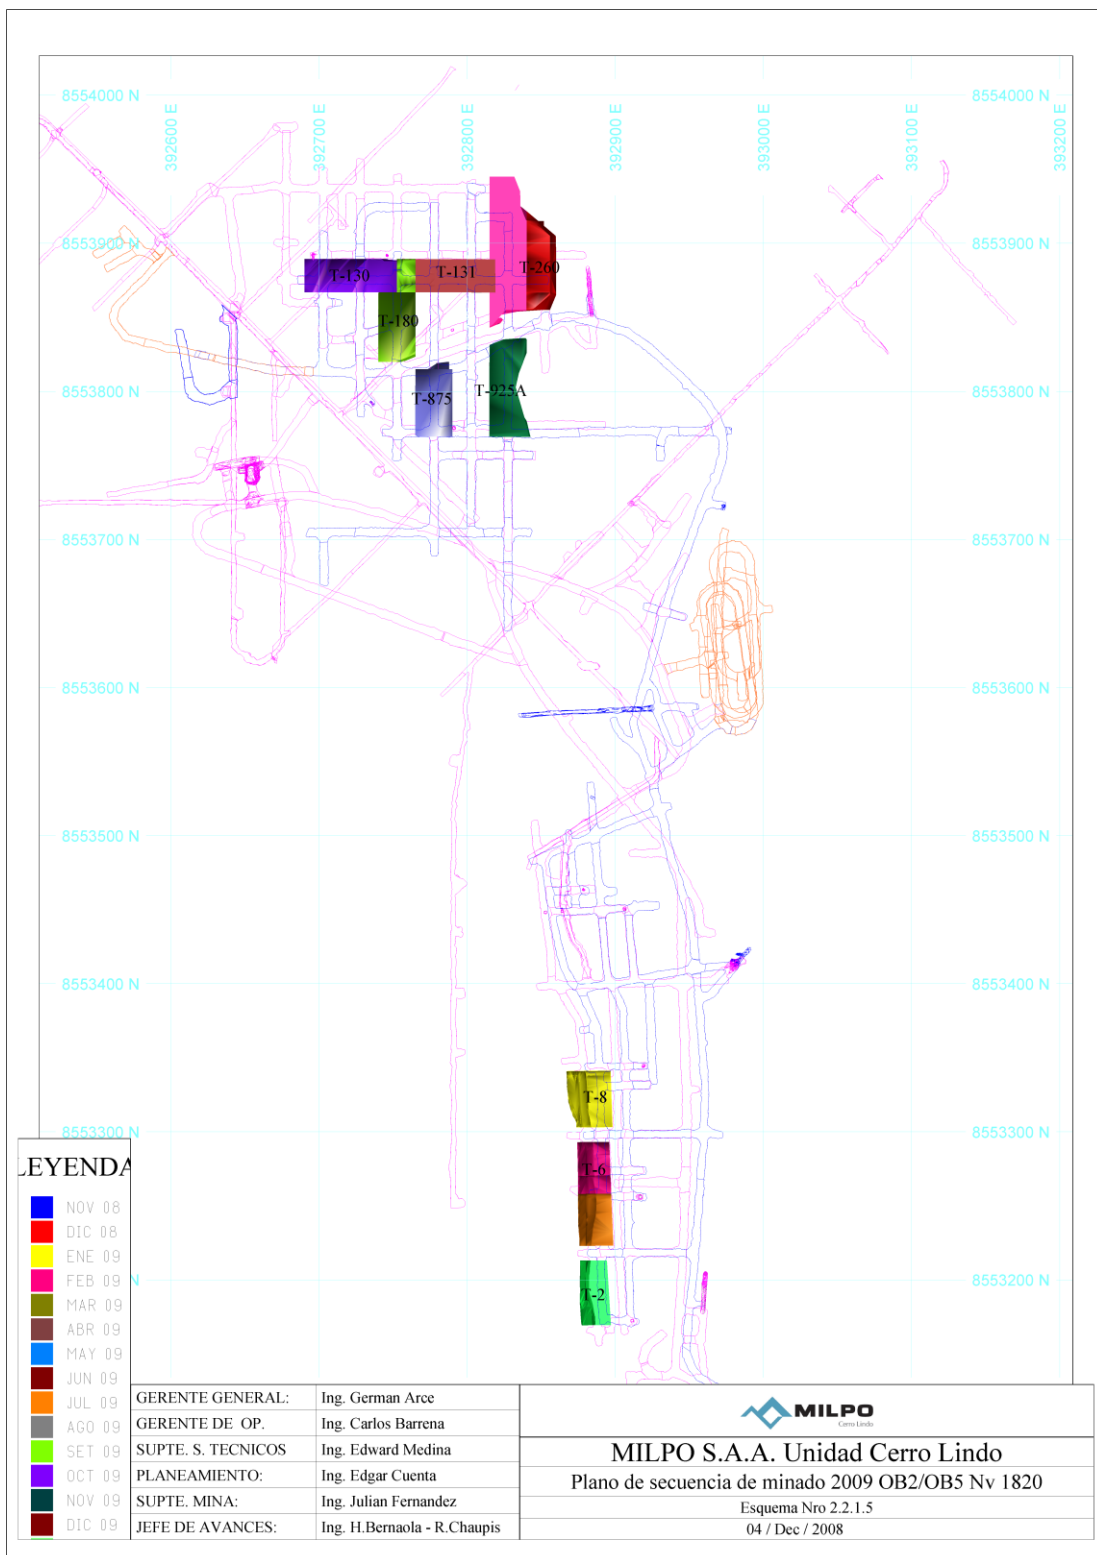 392600 E
392700 E
392800 E
392900 E
393000 E
393100 E
393200 E
8554000 N
8554000 N
8553900 N
8553900 N
T-130
T-131
T-260
T-180
8553800 N
T-875
T-925A
8553800 N
8553700 N
8553700 N
8553600 N
8553600 N
8553500 N
8553500 N
8553400 N
8553400 N
T-8
8553300 N
8553300 N
T-6
N
T-2
8553200 N
LEYENDA
NOV 08
DIC 08
ENE 09
FEB 09
MAR 09
ABR 09
MAY 09
JUN 09
JUL 09
AGO 09
SET 09
OCT 09
NOV 09
DIC 09
GERENTE GENERAL: Ing. German Arce
GERENTE DE OP. Ing. Carlos Barrena
SUPTE. S. TECNICOS Ing. Edward Medina
PLANEAMIENTO: Ing. Edgar Cuenta
SUPTE. MINA: Ing. Julian Fernandez
JEFE DE AVANCES: Ing. H.Bernaola - R.Chaupis
MILPO
Cerro Lindo
MILPO S.A.A. Unidad Cerro Lindo
Plano de secuencia de minado 2009 OB2/OB5 Nv 1820
Esquema Nro 2.2.1.5
04 / Dec / 2008